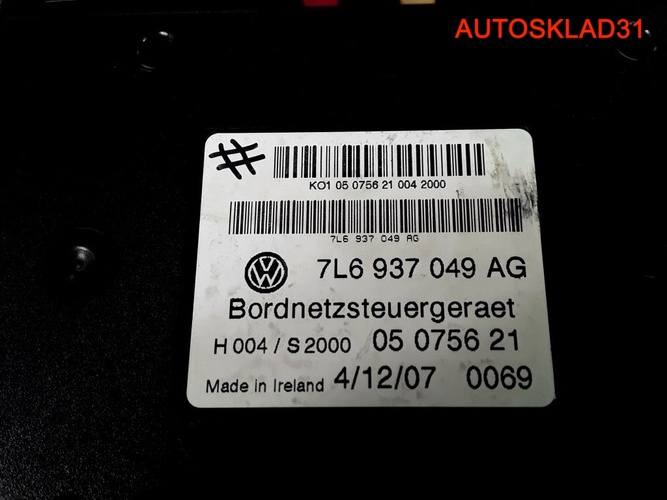 AUTOSKLAD31
#
KO1 05 0756 21 004 2000
7L6 937 049 AG
VW 7L6 937 049 AG
Bordnetzsteuergeraet
H 004 / S 2000 05 0756 21
Made in Ireland 4/12/07 0069